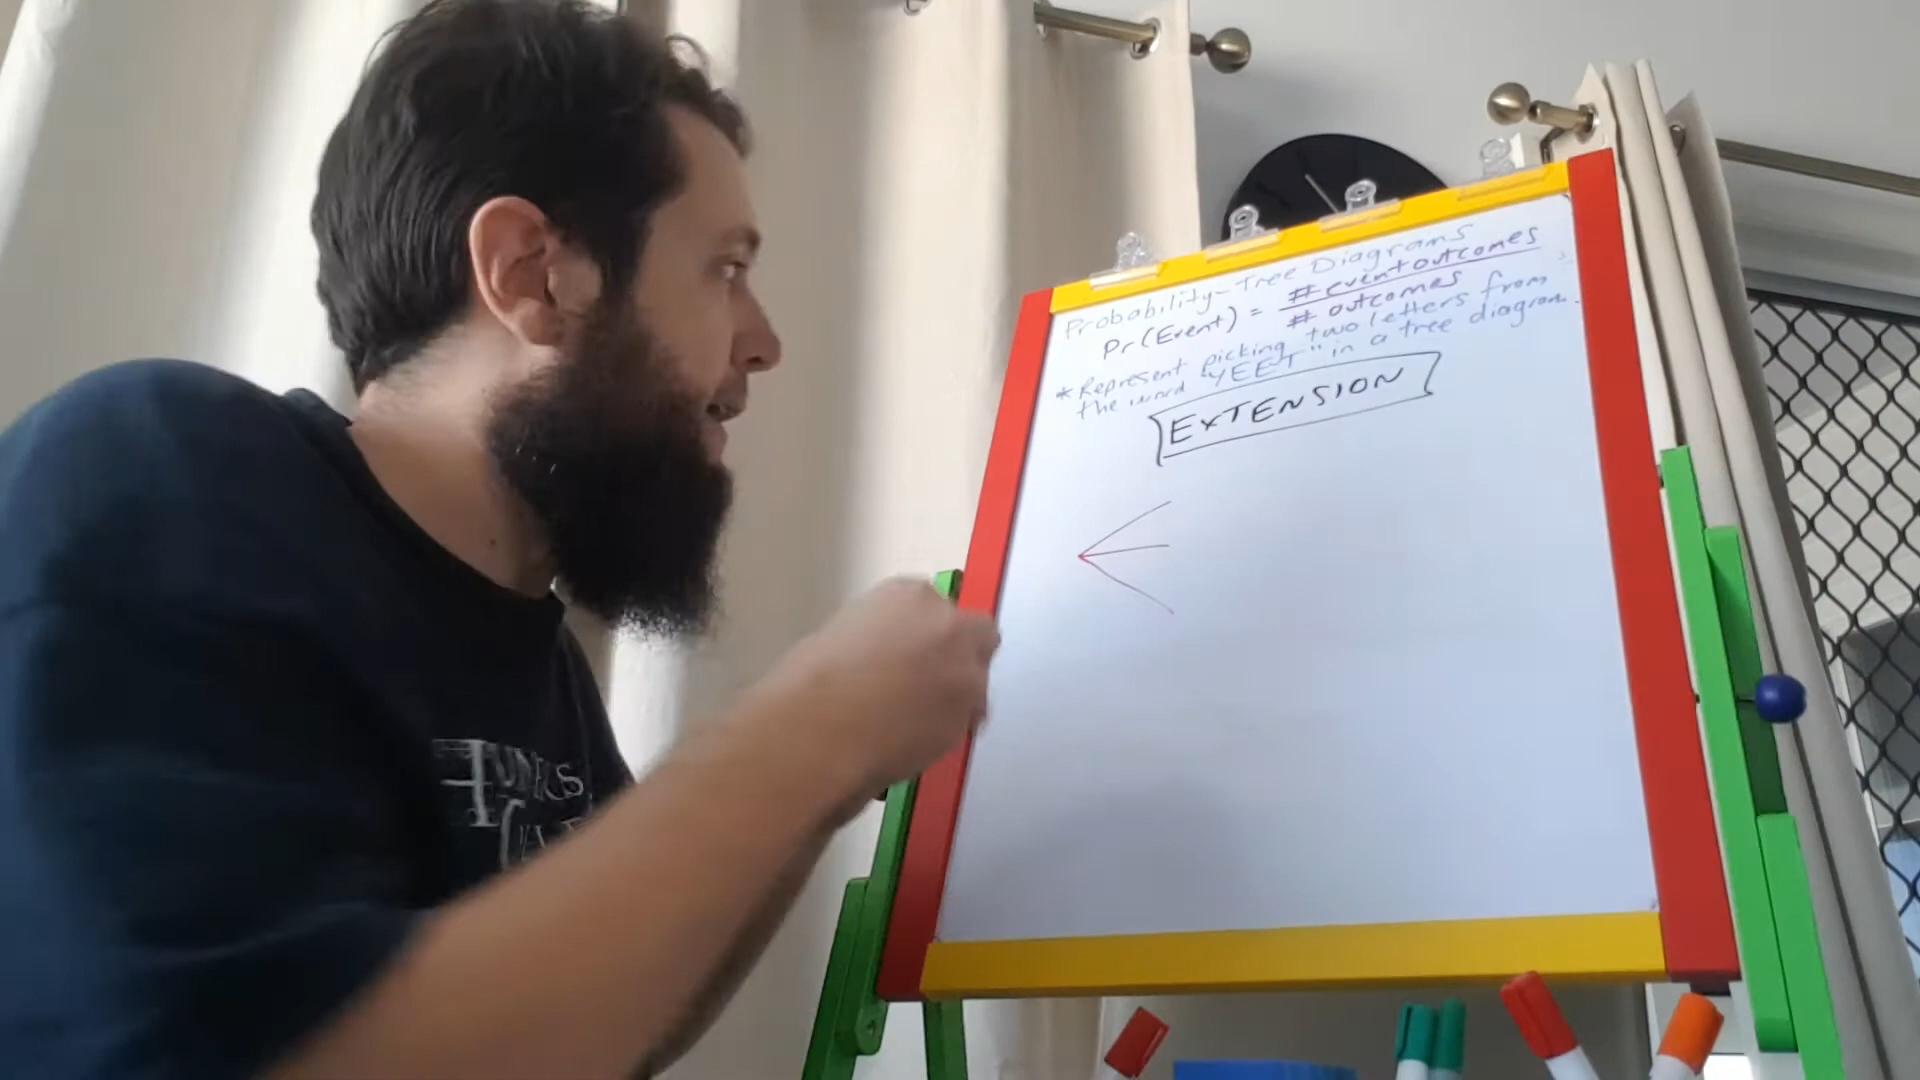 Probability - Tree Diagrams
Pr(Event) = # event outcomes
# outcomes
* Represent picking two letters from
the word "YEET" in a tree diagram.
EXTENSION